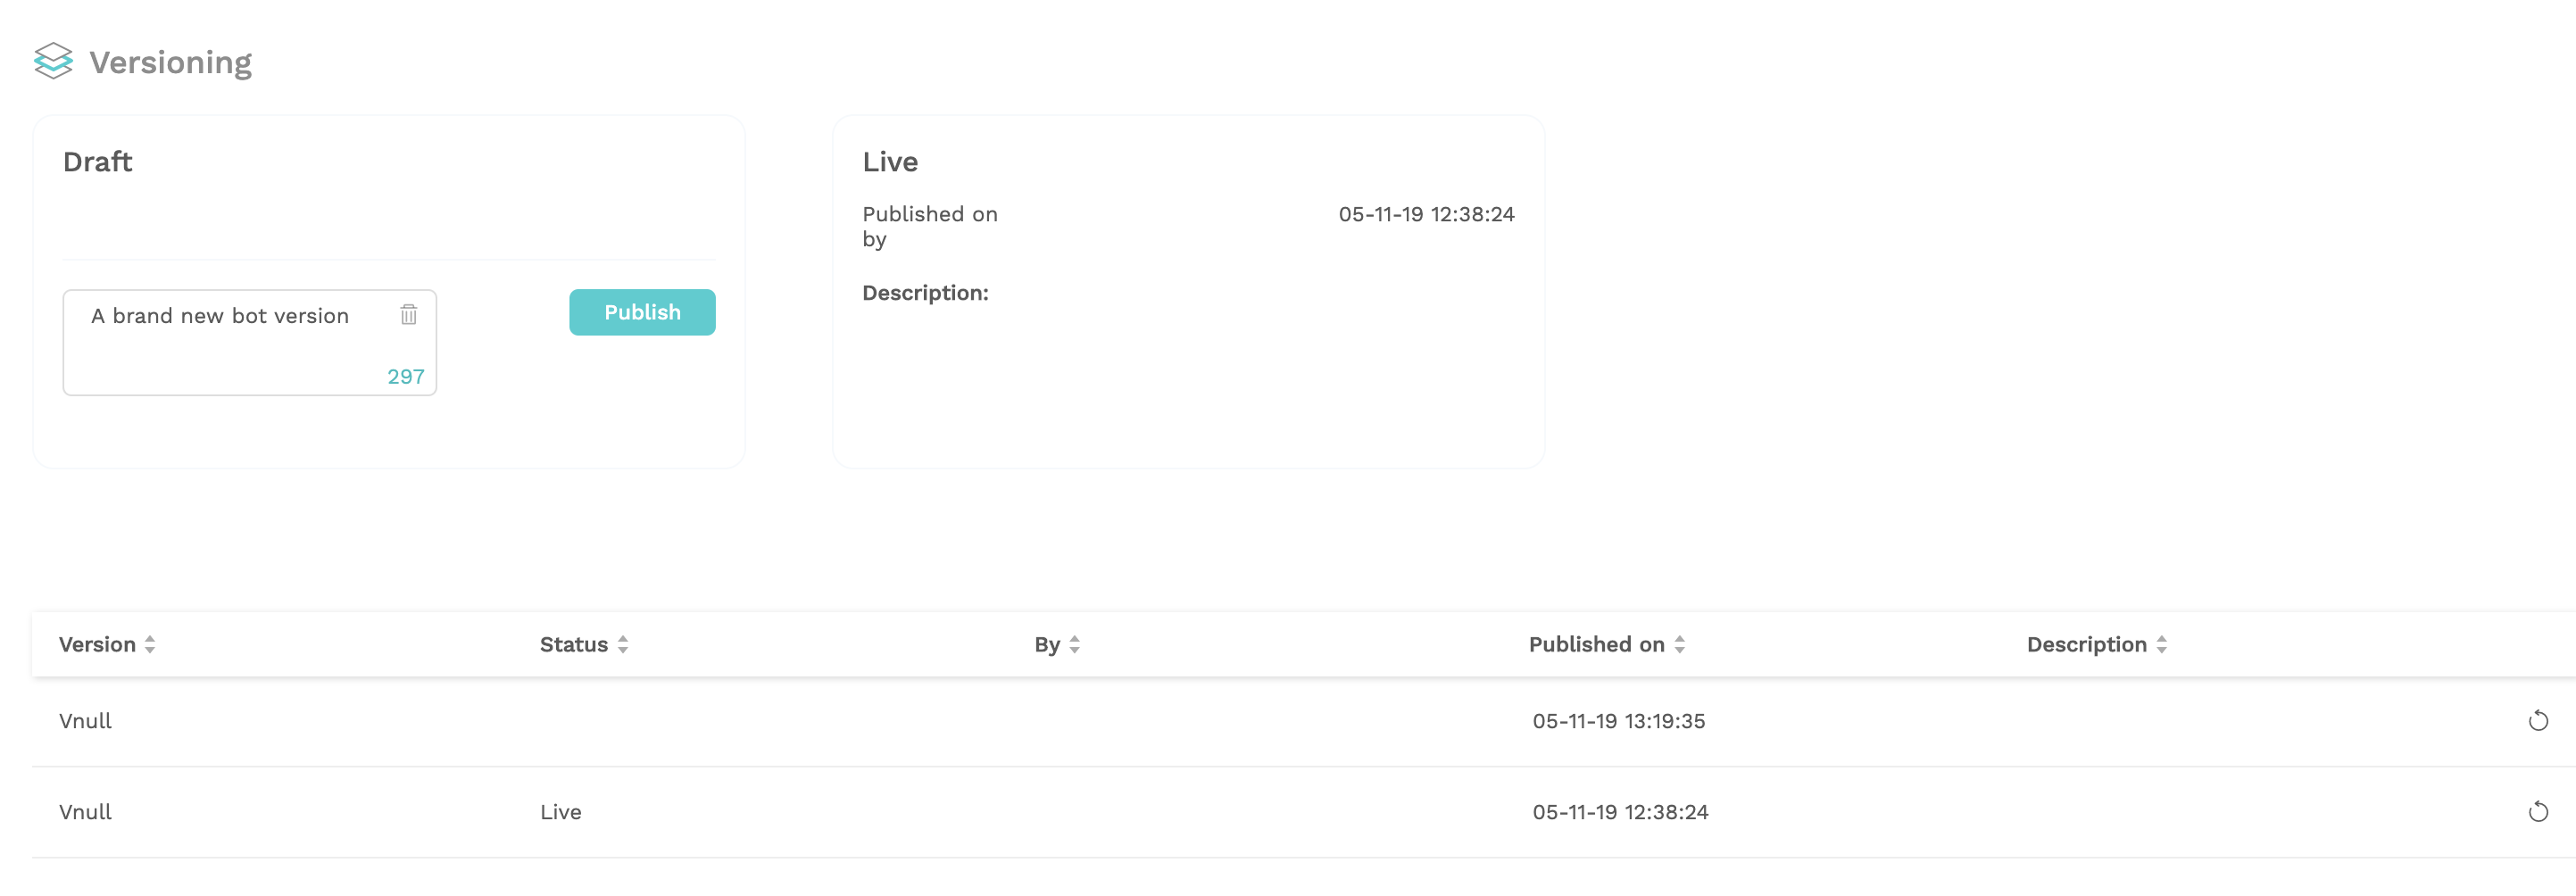 Versioning
Draft
A brand new bot version
297
Publish
Live
Published on 05-11-19 12:38:24
by
Description:
Version Status By Published on Description
Vnull 05-11-19 13:19:35
Vnull Live 05-11-19 12:38:24